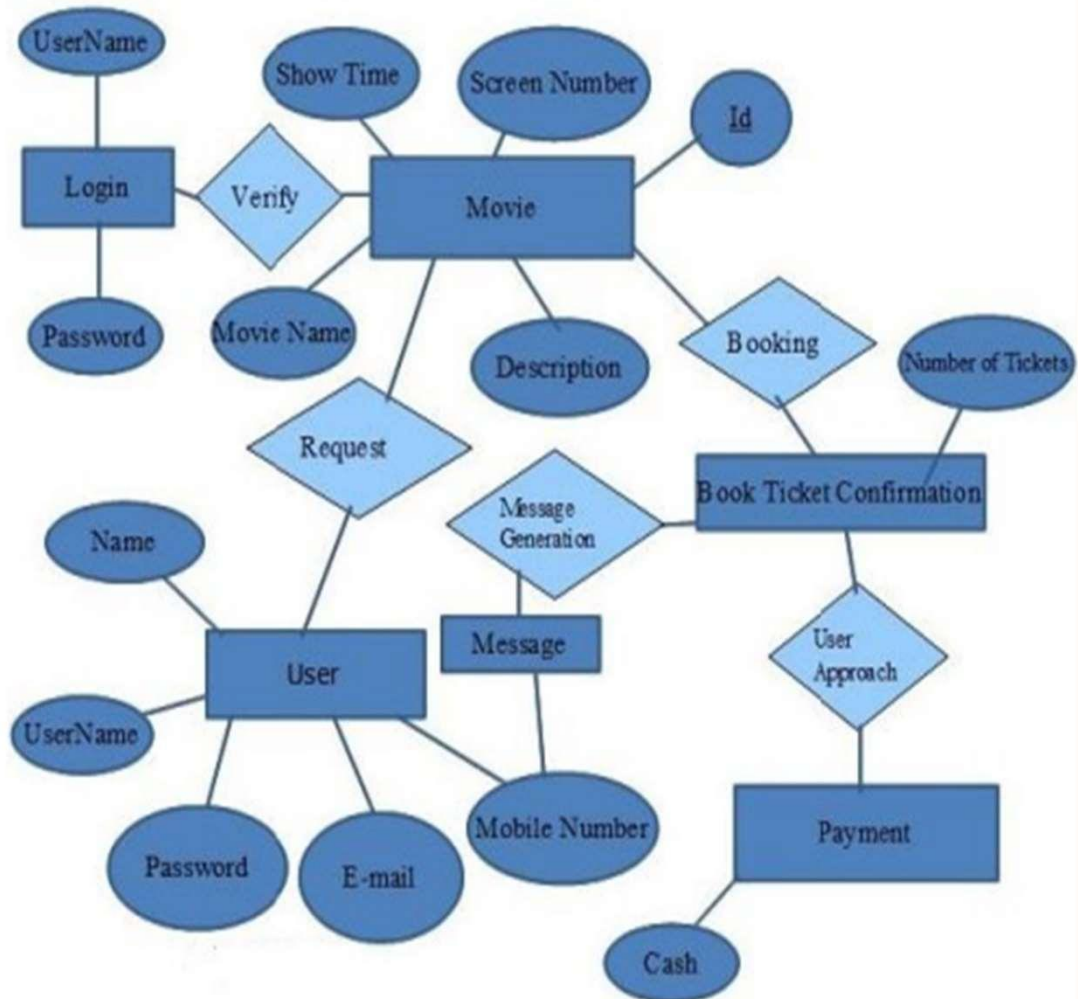 UserName
Show Time
Screen Number
Id
Login
Verify
Movie
Password
Movie Name
Description
Booking
Number of Tickets
Request
Message
Generation
Book Ticket Confirmation
Name
Message
User
Approach
User
UserName
Password
E-mail
Mobile Number
Payment
Cash